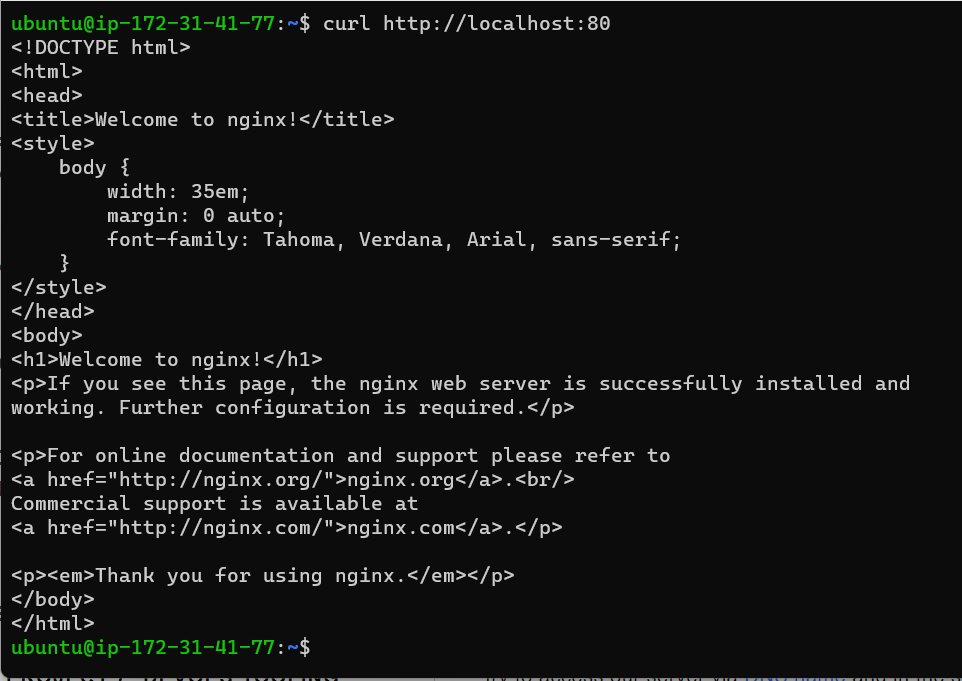 ubuntu@ip-172-31-41-77:~$ curl http://localhost:80
<!DOCTYPE html>
<html>
<head>
<title>Welcome to nginx!</title>
<style>
    body {
        width: 35em;
        margin: 0 auto;
        font-family: Tahoma, Verdana, Arial, sans-serif;
    }
</style>
</head>
<body>
<h1>Welcome to nginx!</h1>
<p>If you see this page, the nginx web server is successfully installed and
working. Further configuration is required.</p>

<p>For online documentation and support please refer to
<a href="http://nginx.org/">nginx.org</a>.<br/>
Commercial support is available at
<a href="http://nginx.com/">nginx.com</a>.</p>

<p><em>Thank you for using nginx.</em></p>
</body>
</html>
ubuntu@ip-172-31-41-77:~$